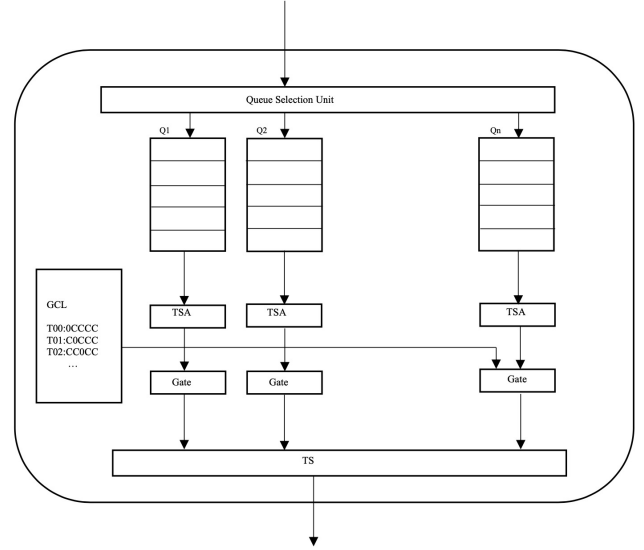 Queue Selection Unit
Q1 Q2 Qn
GCL
T00:0CCCC
T01:C0CCC
T02:CC0CC
…
TSA TSA TSA
Gate Gate Gate
TS